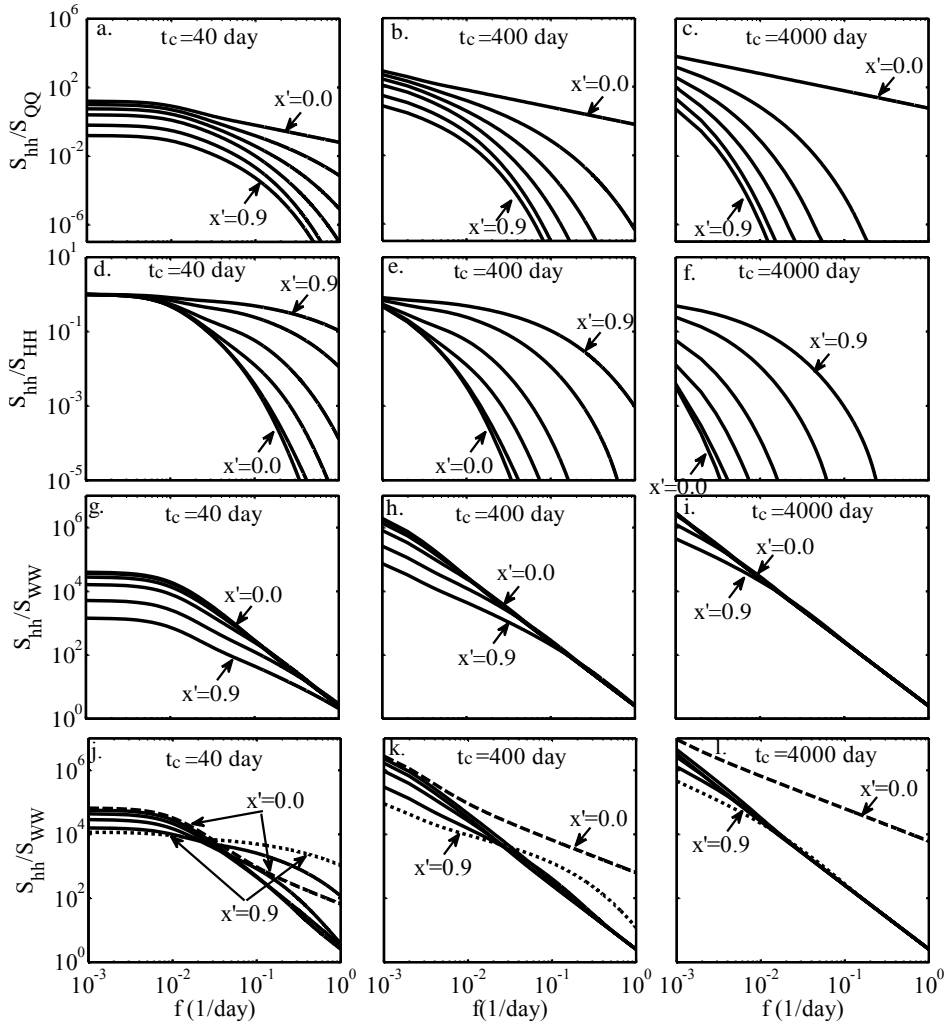 a. t_c=40 day
b. t_c=400 day
c. t_c=4000 day
10^6
10^2
10^-2
10^-6
S_hh/S_QQ
x'=0.0
x'=0.9
x'=0.0
x'=0.9
x'=0.0
x'=0.9
d. t_c=40 day
e. t_c=400 day
f. t_c=4000 day
10^1
10^-1
10^-3
10^-5
S_hh/S_HH
x'=0.9
x'=0.0
x'=0.9
x'=0.0
x'=0.9
x'=0.0
g. t_c=40 day
h. t_c=400 day
i. t_c=4000 day
10^6
10^4
10^2
10^0
S_hh/S_WW
x'=0.0
x'=0.9
x'=0.0
x'=0.9
x'=0.0
x'=0.9
j. t_c=40 day
k. t_c=400 day
l. t_c=4000 day
10^6
10^4
10^2
10^0
S_hh/S_WW
x'=0.0
x'=0.9
x'=0.0
x'=0.9
x'=0.0
x'=0.9
10^-3 10^-2 10^-1 10^0
10^-3 10^-2 10^-1 10^0
10^-3 10^-2 10^-1 10^0
f (1/day)
f(1/day)
f (1/day)